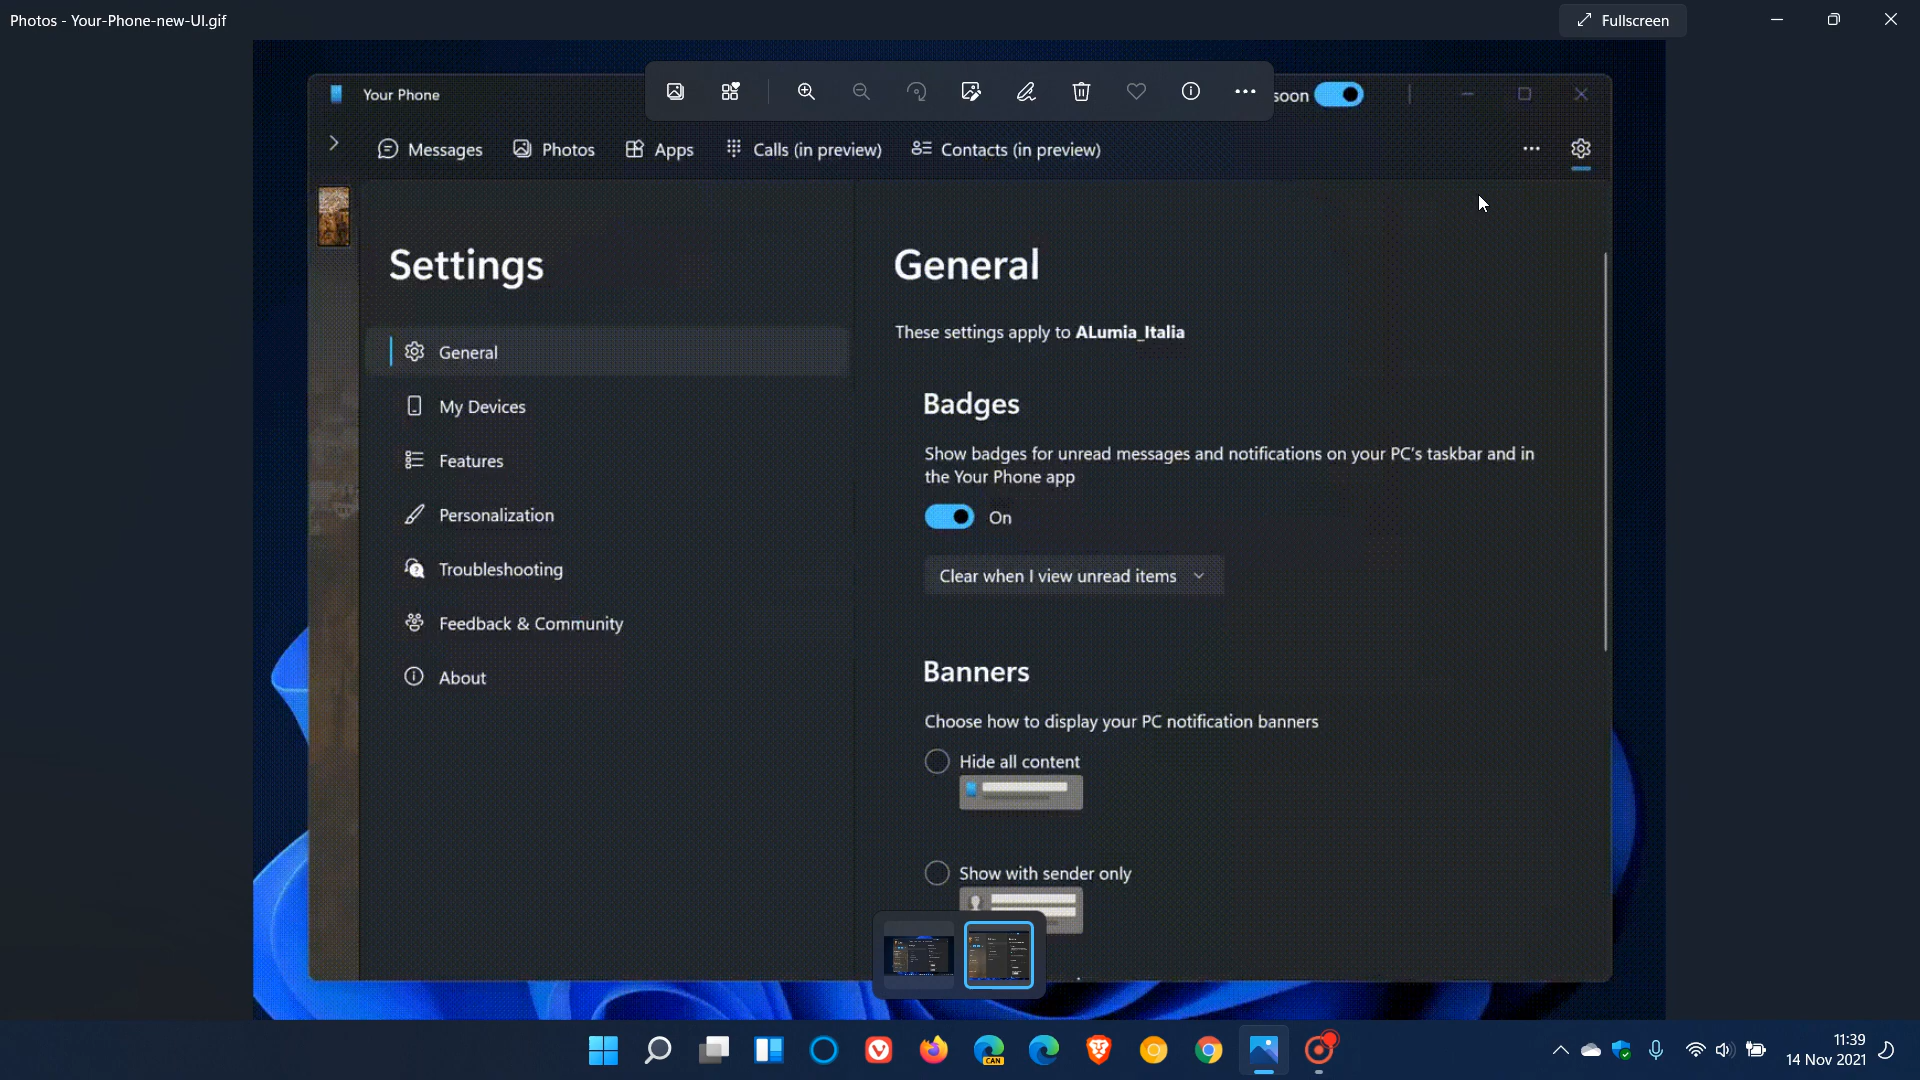 Photos - Your-Phone-new-UI.gif
Fullscreen
Your Phone
soon
Messages
Photos
Apps
Calls (in preview)
Contacts (in preview)
Settings
General
My Devices
Features
Personalization
Troubleshooting
Feedback & Community
About
General
These settings apply to ALumia_Italia
Badges
Show badges for unread messages and notifications on your PC's taskbar and in
the Your Phone app
On
Clear when I view unread items
Banners
Choose how to display your PC notification banners
Hide all content
Show with sender only
CAN
11:39
14 Nov 2021